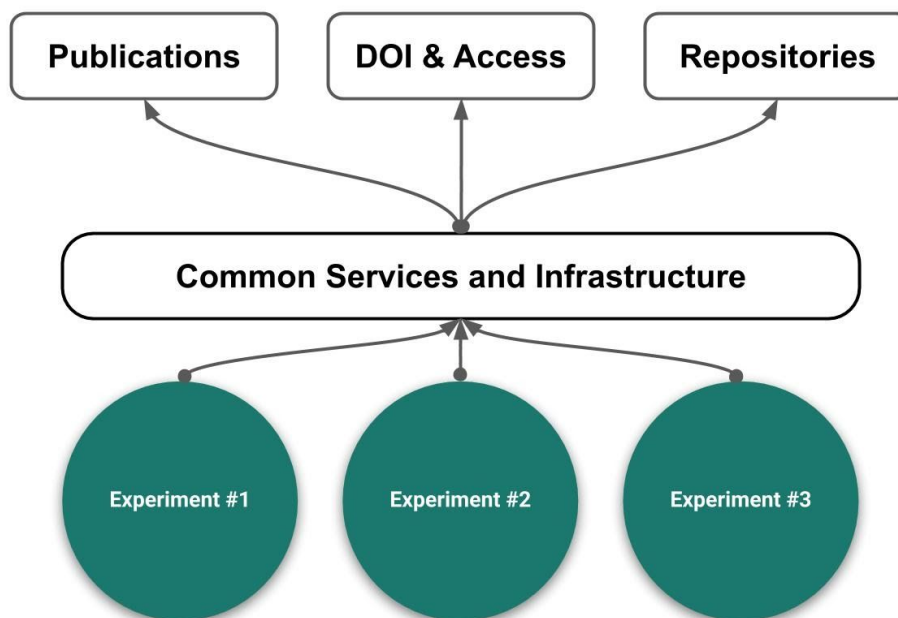 Publications
DOI & Access
Repositories
Common Services and Infrastructure
Experiment #1
Experiment #2
Experiment #3